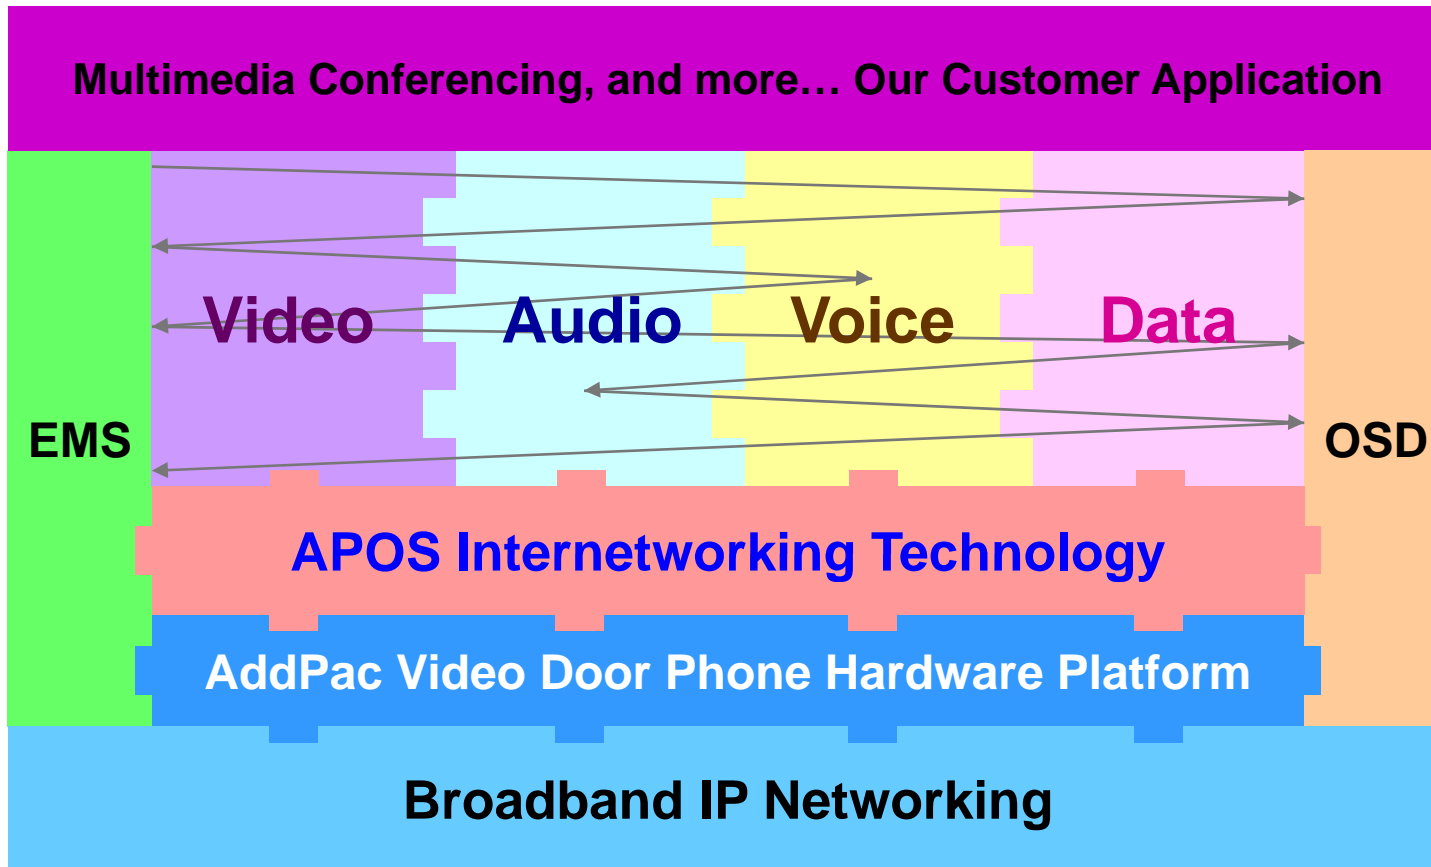 Multimedia Conferencing, and more… Our Customer Application
Video
Audio
Voice
Data
EMS
OSD
APOS Internetworking Technology
AddPac Video Door Phone Hardware Platform
Broadband IP Networking